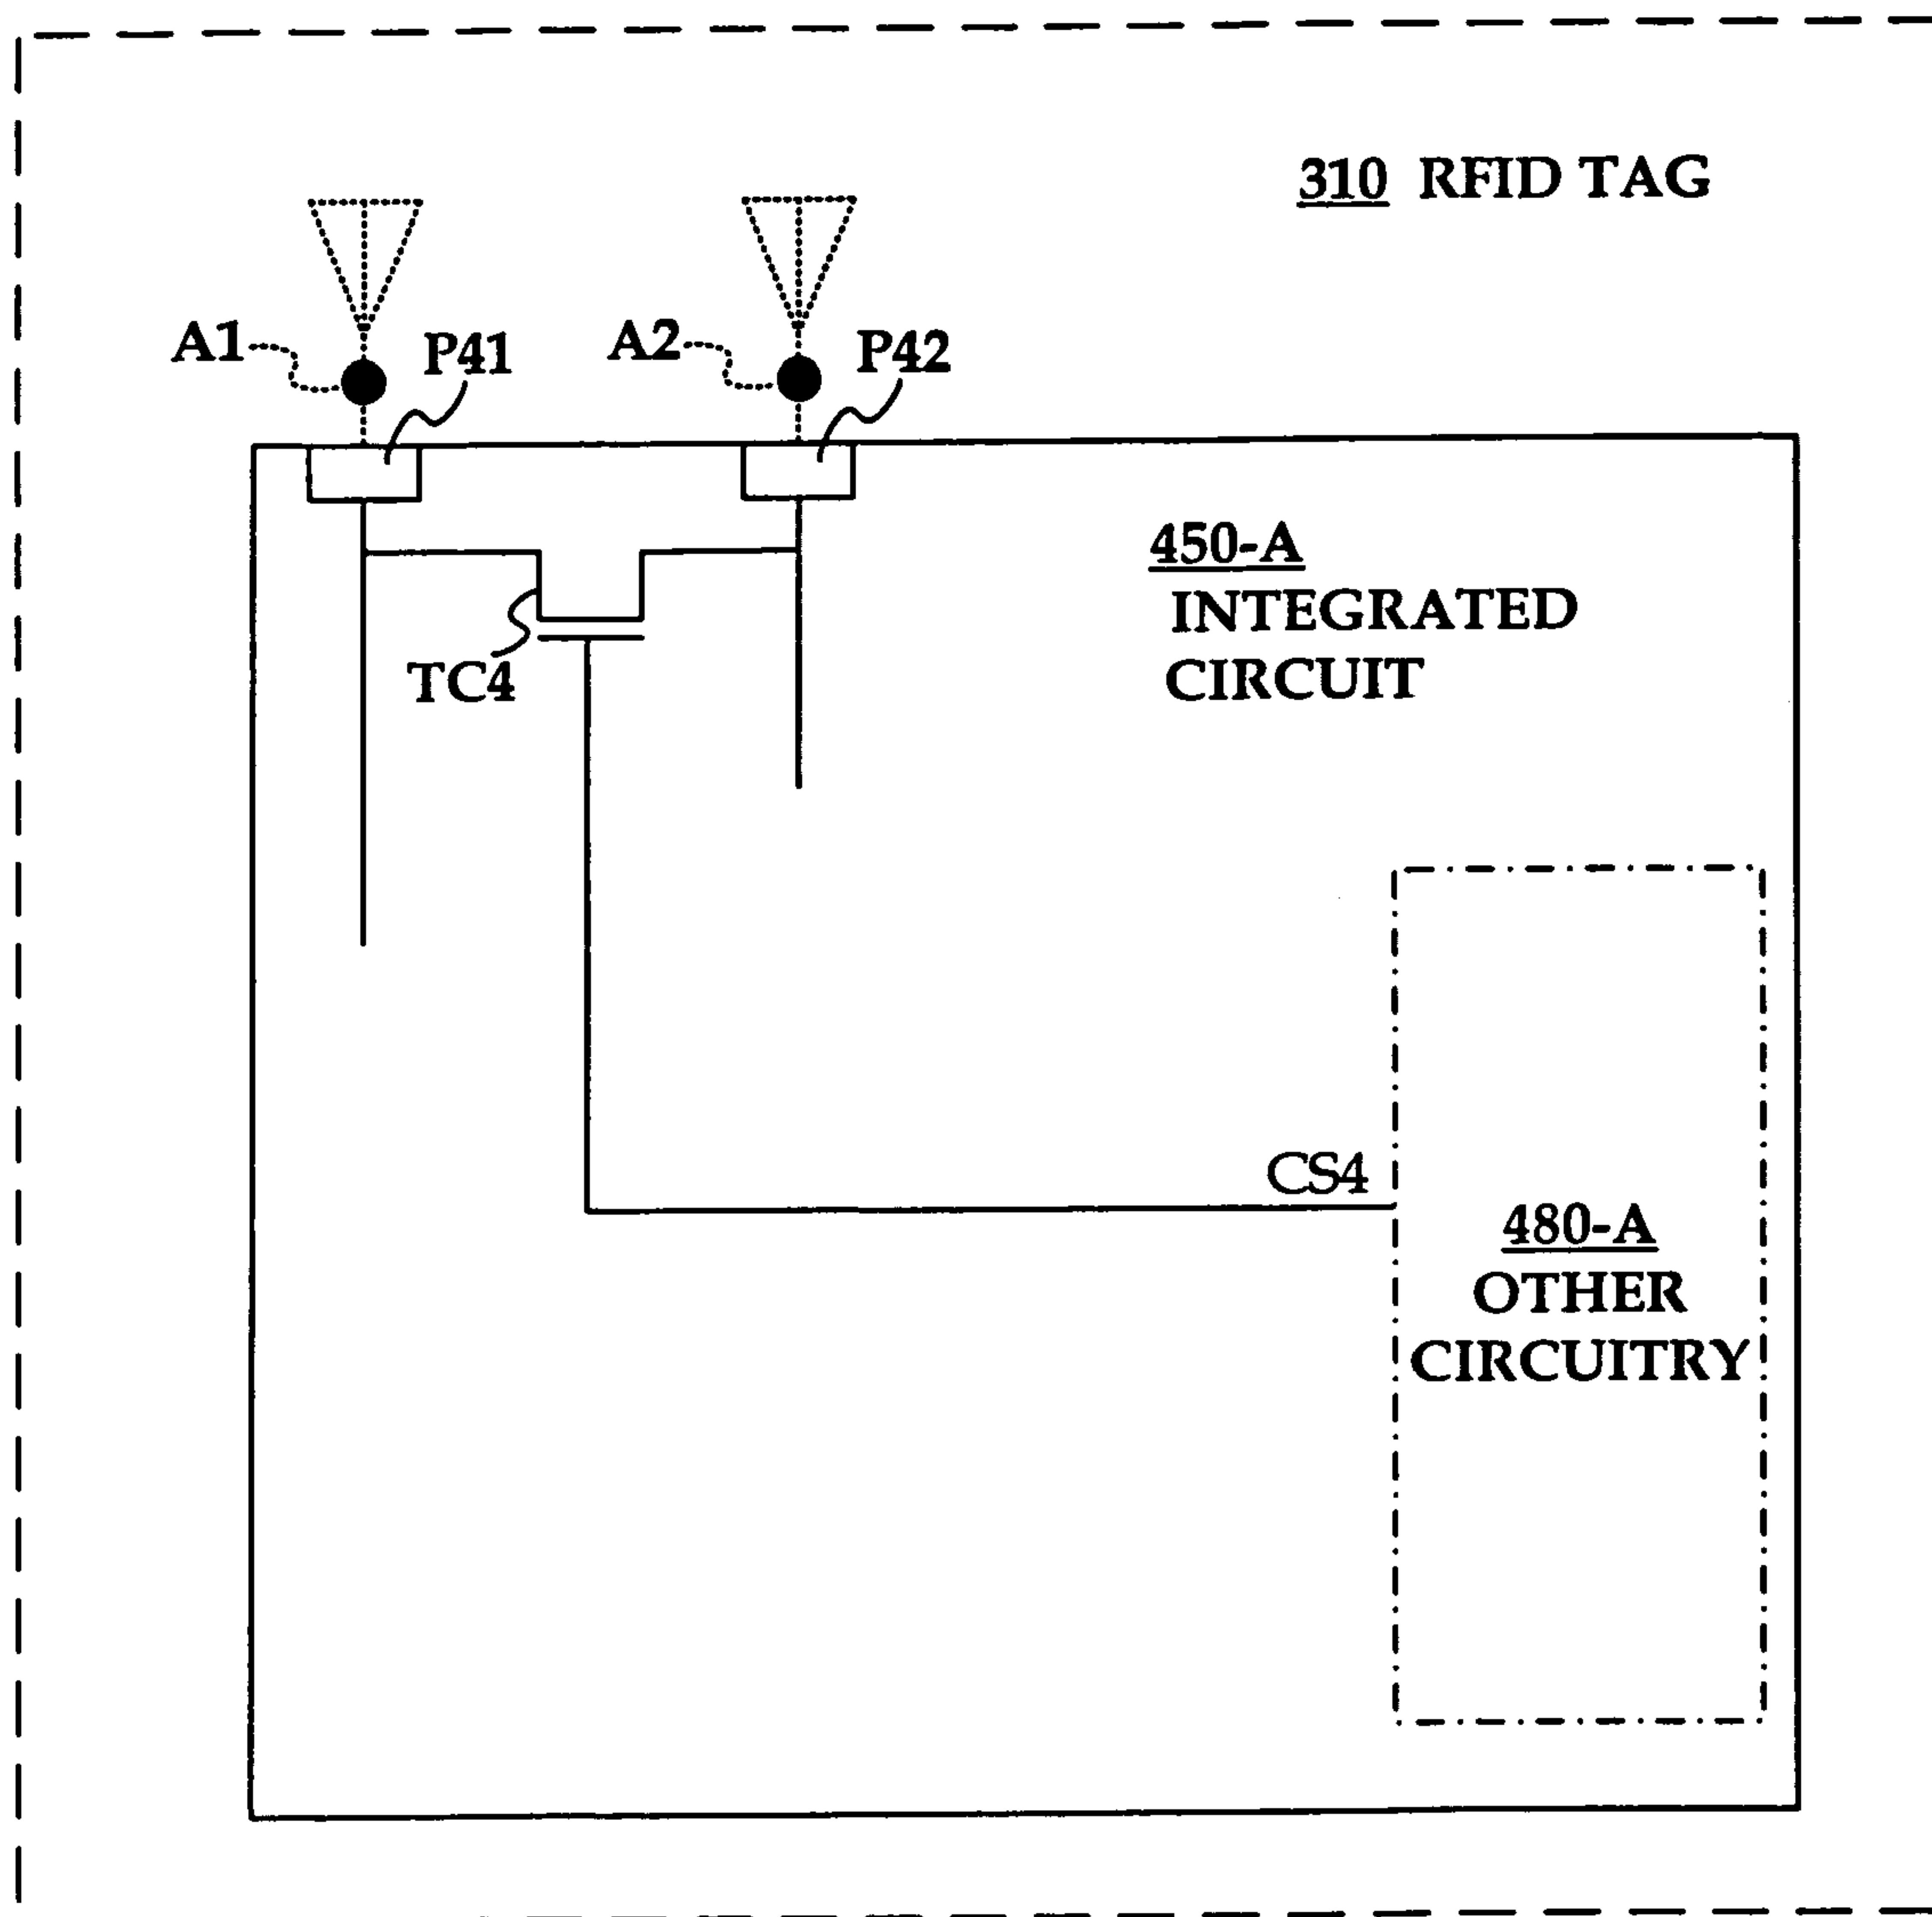 310 RFID TAG
A1
P41
A2
P42
450-A
INTEGRATED
CIRCUIT
TC4
CS4
480-A
OTHER
CIRCUITRY